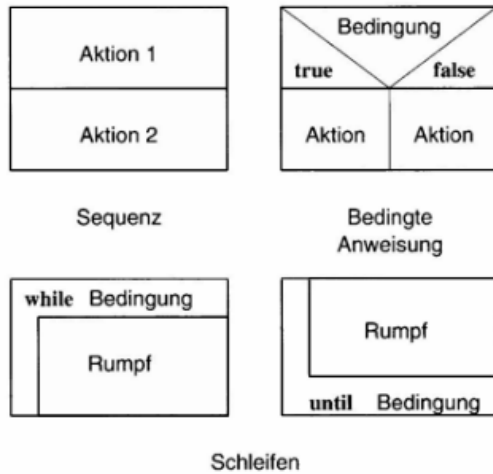 Aktion 1
Aktion 2
Sequenz
Bedingung
true false
Aktion Aktion
Bedingte
Anweisung
while Bedingung
Rumpf
Rumpf
until Bedingung
Schleifen